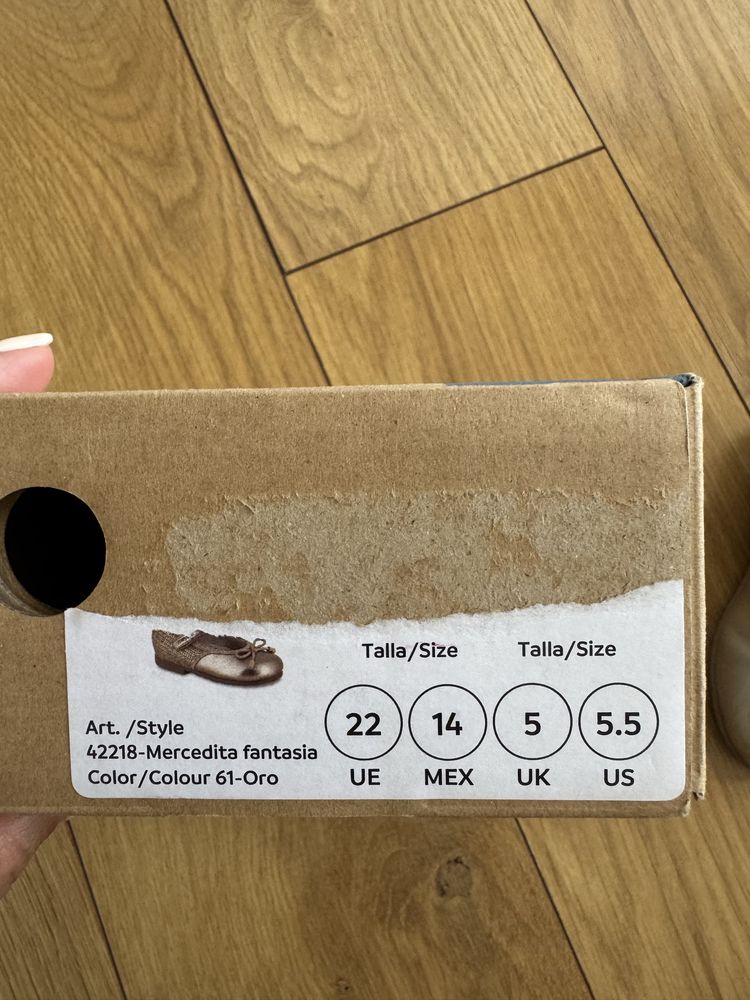 Talla/Size Talla/Size
22 14 5 5.5
UE MEX UK US
Art. /Style
42218-Mercedita fantasia
Color/Colour 61-Oro